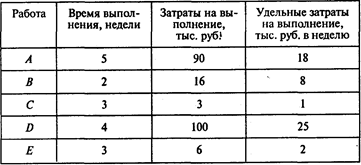 Работа Время выпол- Затраты на вы- Удельные затраты
нения, недели полнение, на выполнение,
тыс. руб. тыс. руб. в неделю
A 5 90 18
B 2 16 8
C 3 3 1
D 4 100 25
E 3 6 2